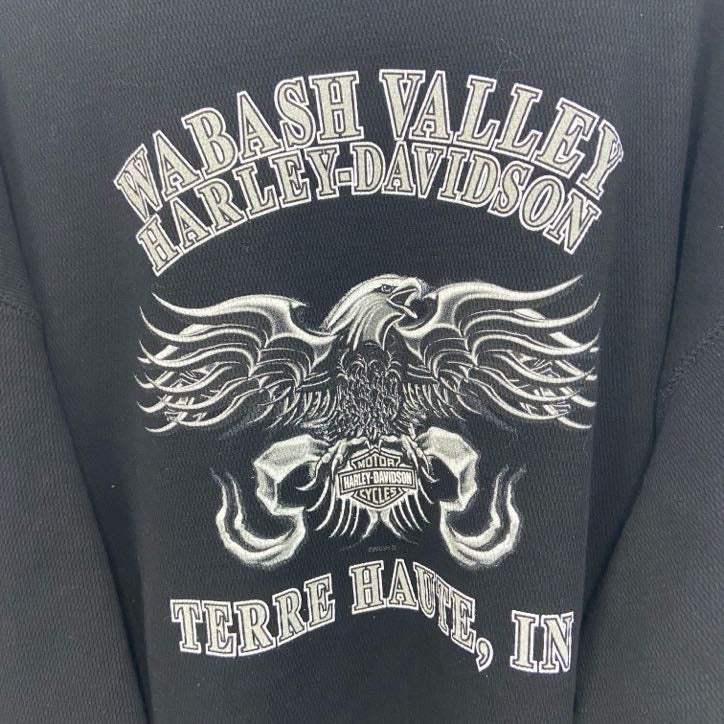 WABASH VALLEY
HARLEY-DAVIDSON
MOTOR
HARLEY-DAVIDSON
CYCLES
TERRE HAUTE, IN